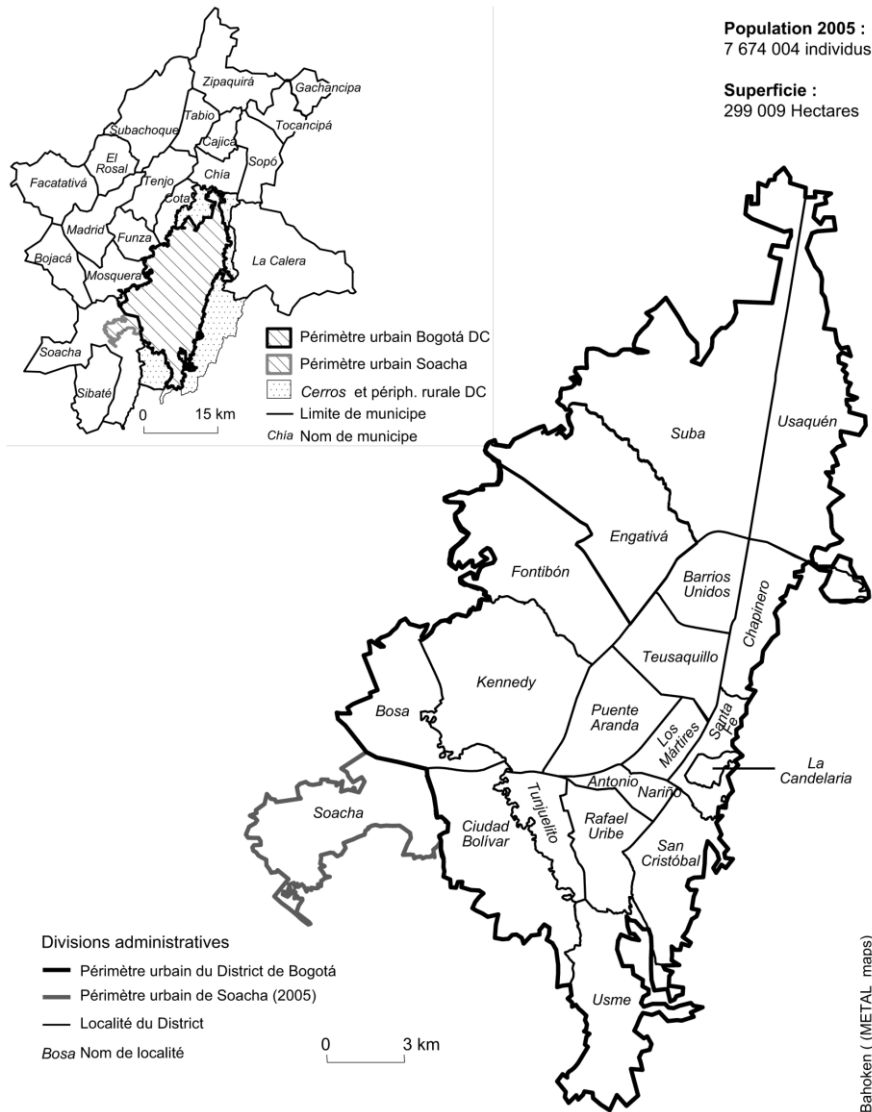 Population 2005 :
7 674 004 individus
Superficie :
299 009 Hectares
Zipaquirá
Gachancipa
Tabio
Subachoque
Tocancipá
Cajicá
El
Rosal
Sopó
Chía
Tenjo
Facatativá
Cota
Madrid
Funza
Bojacá
La Calera
Mosquera
Soacha
Sibaté
Périmètre urbain Bogotá DC
Périmètre urbain Soacha
Cerros et périph. rurale DC
0 15 km
Limite de municipe
Chía Nom de municipe
Suba
Usaquén
Engativá
Fontibón
Barrios
Unidos
Chapinero
Teusaquillo
Kennedy
Bosa
Puente
Aranda
Los
Mártires
Santa
Fe
La
Candelaria
Antonio
Nariño
Tunjuelito
Soacha
Ciudad
Bolívar
Rafael
Uribe
San
Cristóbal
Usme
Divisions administratives
Périmètre urbain du District de Bogotá
Périmètre urbain de Soacha (2005)
Localité du District
Bosa Nom de localité
0 3 km
Bahoken ( (METAL maps)